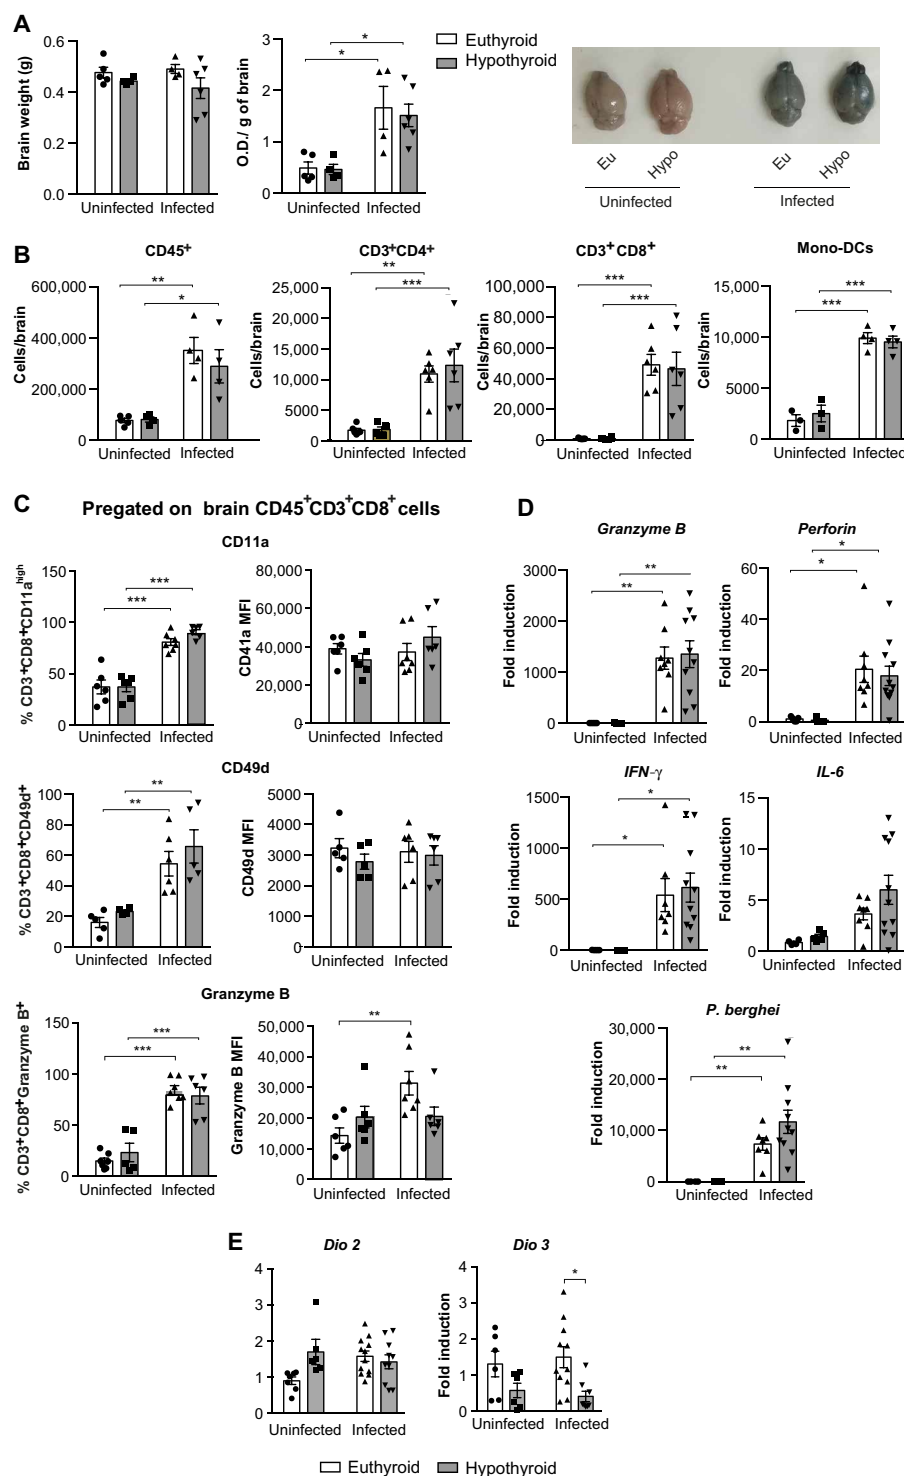 A
Brain weight (g)
0.6
0.4
0.2
0.0
Uninfected Infected
O.D./ g of brain
3
2
1
0
*
*
Uninfected Infected
Euthyroid
Hypothyroid
Eu
Hypo
Uninfected
Eu
Hypo
Infected
B
CD45+
Cells/brain
600,000
400,000
200,000
0
**
*
Uninfected Infected
CD3+CD4+
Cells/brain
25,000
20,000
15,000
10,000
5000
0
**
***
Uninfected Infected
CD3+CD8+
Cells/brain
100,000
80,000
60,000
40,000
20,000
0
***
***
Uninfected Infected
Mono-DCs
Cells/brain
15,000
10,000
5000
0
***
***
Uninfected Infected
C
Pregated on brain CD45+CD3+CD8+ cells
CD11a
% CD3+CD8+CD11ahigh
150
100
50
0
***
***
Uninfected Infected
CD41a MFI
80,000
60,000
40,000
20,000
0
Uninfected Infected
CD49d
% CD3+CD8+CD49d+
100
80
60
40
20
0
**
**
Uninfected Infected
CD49d MFI
5000
4000
3000
2000
1000
0
Uninfected Infected
Granzyme B
% CD3+CD8+Granzyme B+
150
100
50
0
***
***
Uninfected Infected
Granzyme B MFI
50,000
40,000
30,000
20,000
10,000
0
**
Uninfected Infected
D
Granzyme B
Fold induction
3000
2000
1000
0
**
**
Uninfected Infected
Perforin
Fold induction
60
40
20
0
*
*
Uninfected Infected
IFN-γ
Fold induction
1500
1000
500
0
*
*
Uninfected Infected
IL-6
Fold induction
15
10
5
0
Uninfected Infected
P. berghei
Fold induction
30,000
20,000
10,000
0
**
**
Uninfected Infected
E
Dio 2
4
3
2
1
0
Uninfected Infected
Dio 3
Fold induction
4
3
2
1
0
*
Uninfected Infected
Euthyroid Hypothyroid